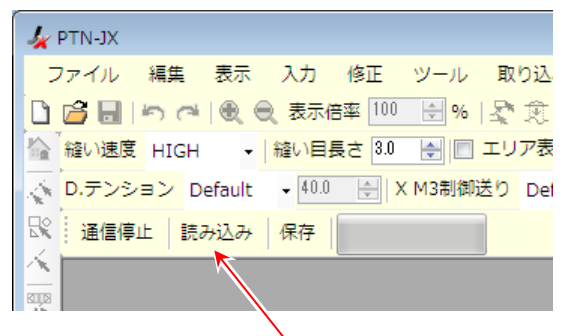 PTN-JX
ファイル 編集 表示 入力 修正 ツール 取り込
表示倍率 100 %
縫い速度 HIGH 縫い目長さ 3.0 エリア表
D.テンション Default 40.0 X M3制御送り Def
通信停止 読み込み 保存